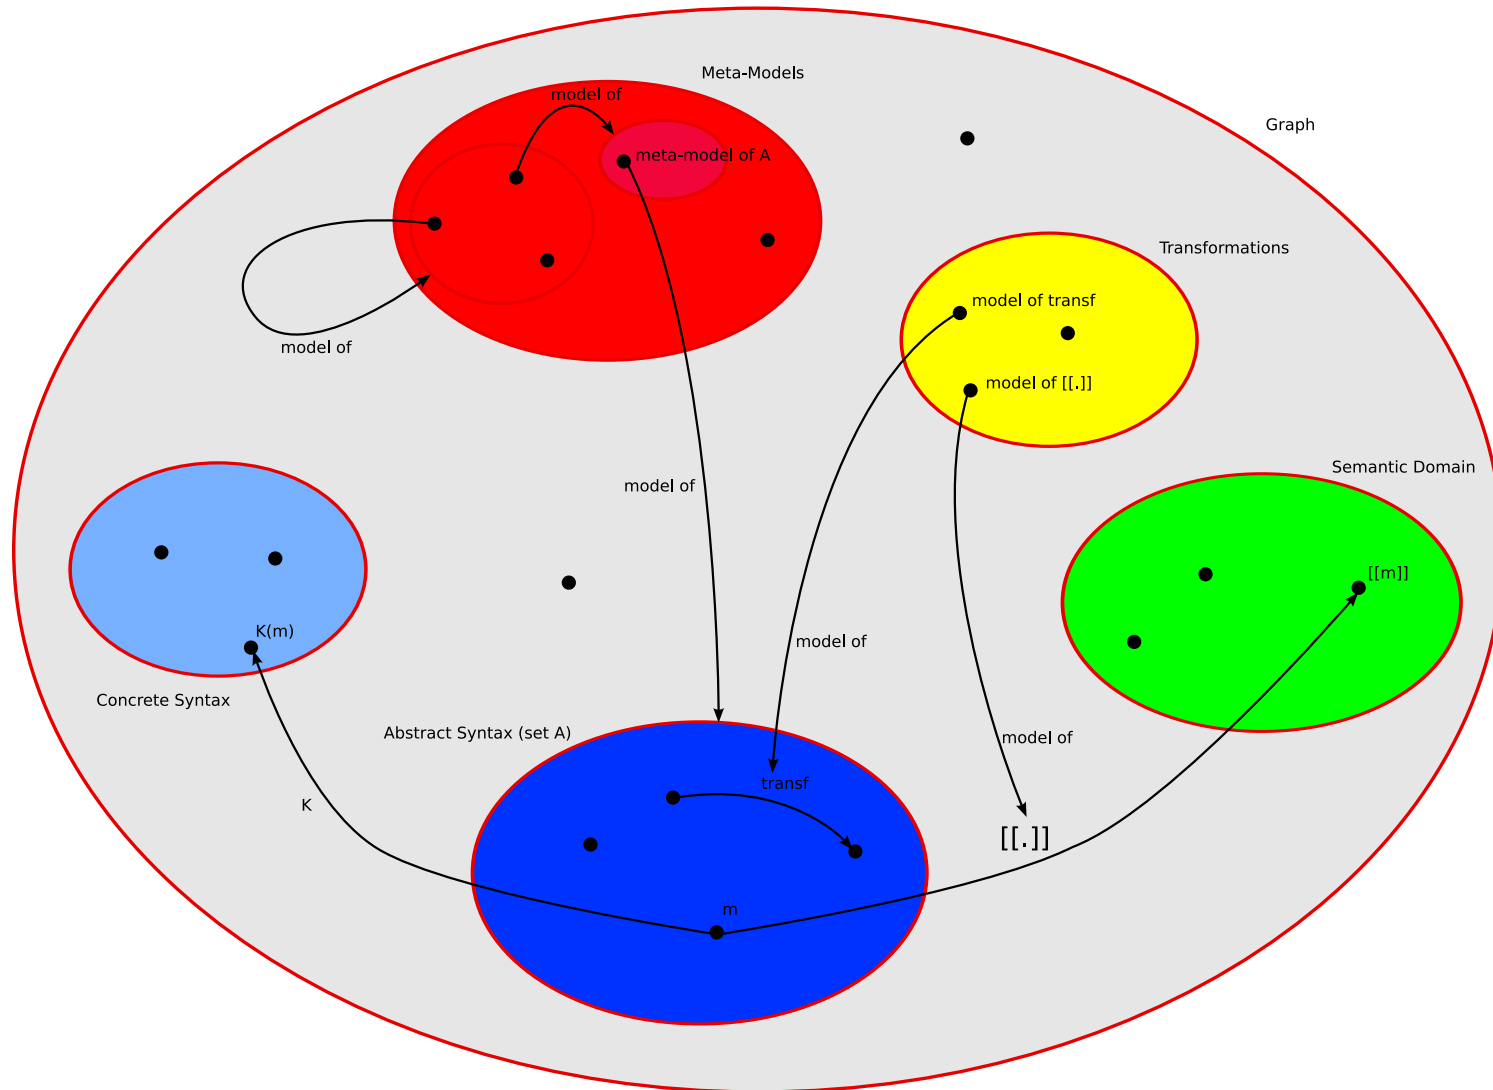 Meta-Models
model of
Graph
meta-model of A
Transformations
model of transf
model of
model of [[.]]
Semantic Domain
model of
[[m]]
K(m)
model of
Concrete Syntax
Abstract Syntax (set A)
model of
transf
K
[[.]]
m